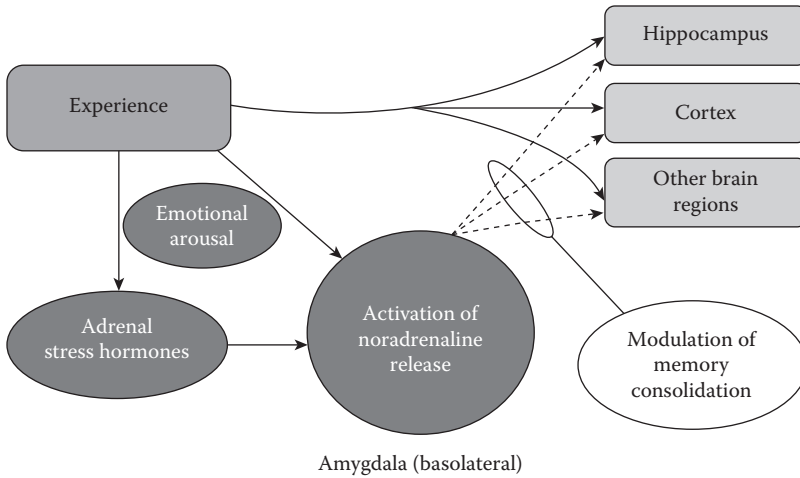 Hippocampus
Experience
Cortex
Other brain
regions
Emotional
arousal
Adrenal
stress hormones
Activation of
noradrenaline
release
Modulation of
memory
consolidation
Amygdala (basolateral)